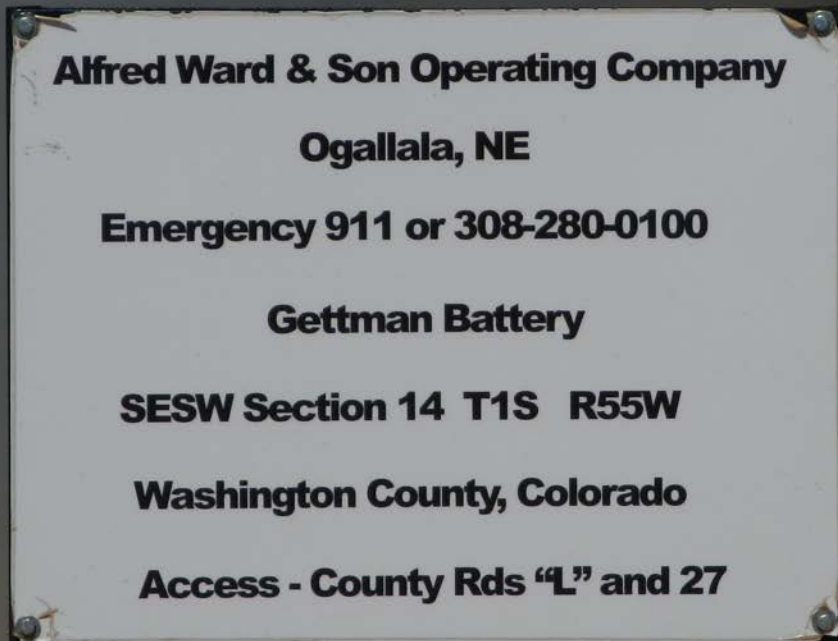 Alfred Ward & Son Operating Company
Ogallala, NE
Emergency 911 or 308-280-0100
Gettman Battery
SESW Section 14 T1S R55W
Washington County, Colorado
Access - County Rds “L” and 27